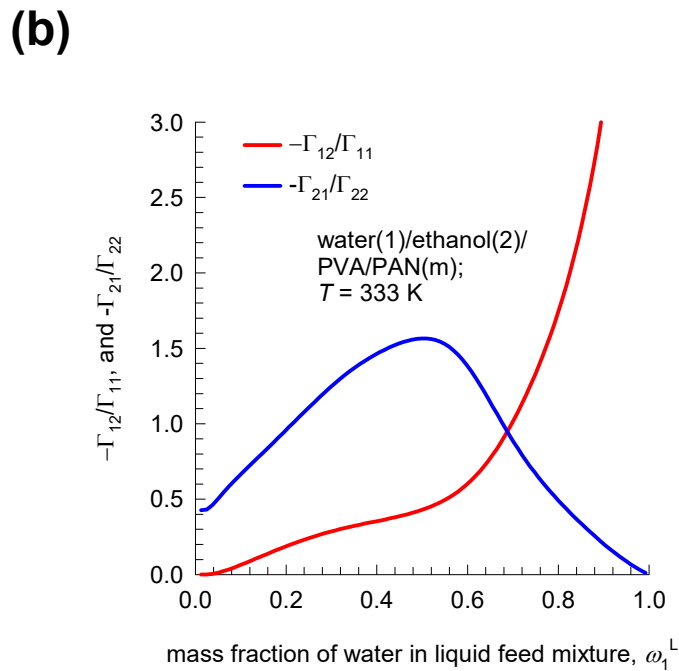 (b)
3.0
−Γ12/Γ11
-Γ21/Γ22
2.5
water(1)/ethanol(2)/
PVA/PAN(m);
T = 333 K
2.0
1.5
1.0
0.5
0.0
−Γ12/Γ11, and -Γ21/Γ22
0.0 0.2 0.4 0.6 0.8 1.0
mass fraction of water in liquid feed mixture, ω1L